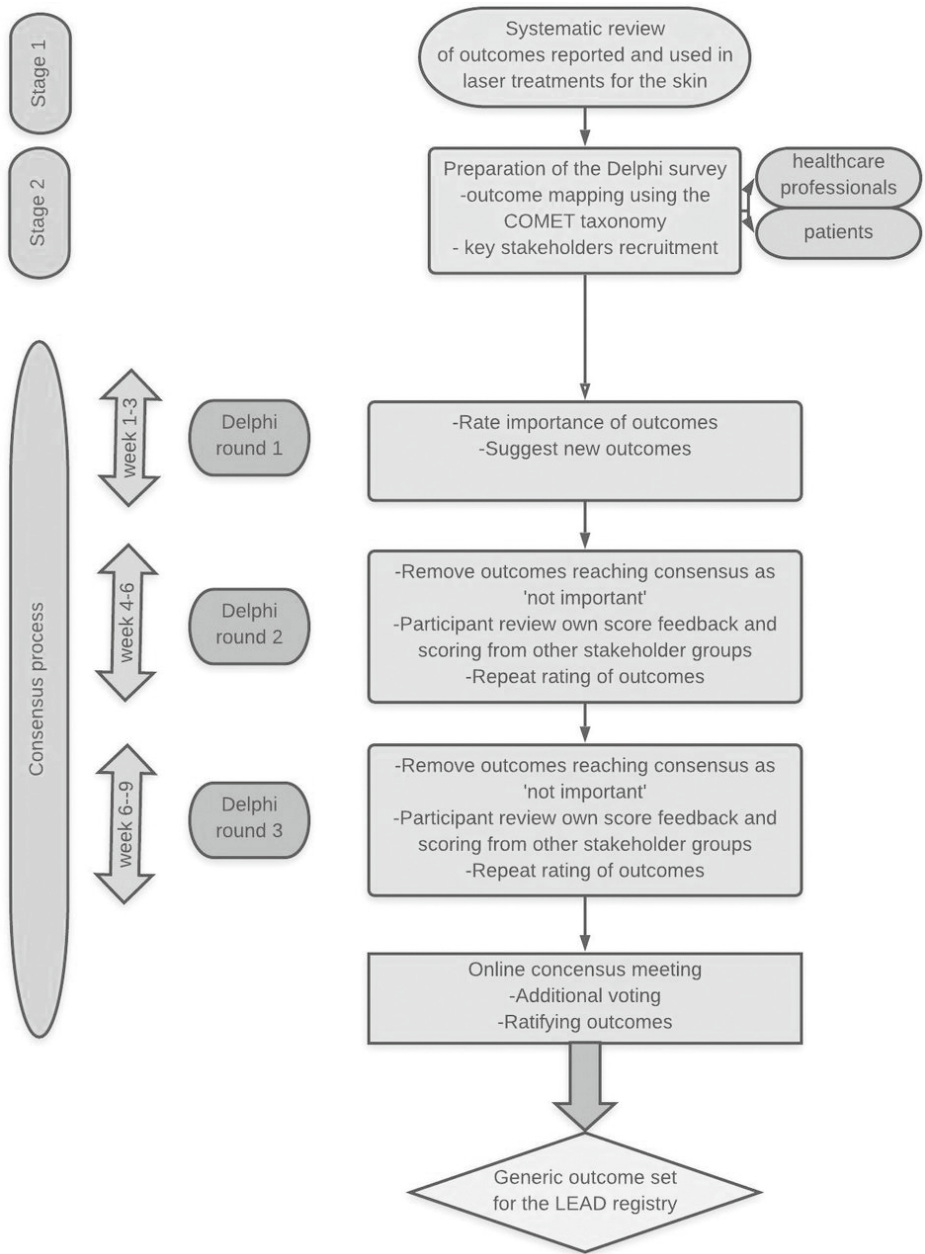 Stage 1
Systematic review
of outcomes reported and used in
laser treatments for the skin
Stage 2
Preparation of the Delphi survey
-outcome mapping using the
COMET taxonomy
- key stakeholders recruitment
healthcare
professionals
patients
Consensus process
week 1-3
Delphi
round 1
-Rate importance of outcomes
-Suggest new outcomes
week 4-6
Delphi
round 2
-Remove outcomes reaching consensus as
'not important'
-Participant review own score feedback and
scoring from other stakeholder groups
-Repeat rating of outcomes
week 6--9
Delphi
round 3
-Remove outcomes reaching consensus as
'not important'
-Participant review own score feedback and
scoring from other stakeholder groups
-Repeat rating of outcomes
Online concensus meeting
-Additional voting
-Ratifying outcomes
Generic outcome set
for the LEAD registry